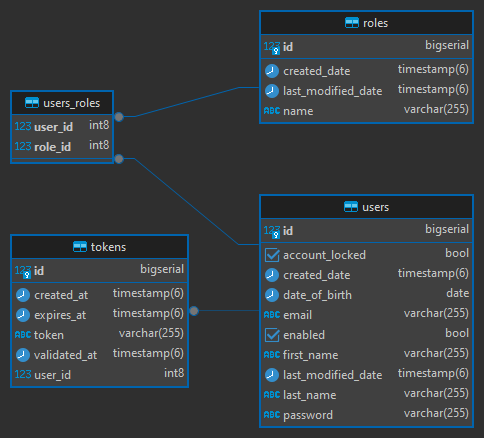 roles
123 id bigserial
created_date timestamp(6)
last_modified_date timestamp(6)
ABC name varchar(255)
users_roles
123 user_id int8
123 role_id int8
users
123 id bigserial
account_locked bool
created_date timestamp(6)
date_of_birth date
ABC email varchar(255)
enabled bool
ABC first_name varchar(255)
last_modified_date timestamp(6)
ABC last_name varchar(255)
ABC password varchar(255)
tokens
123 id bigserial
created_at timestamp(6)
expires_at timestamp(6)
ABC token varchar(255)
validated_at timestamp(6)
123 user_id int8